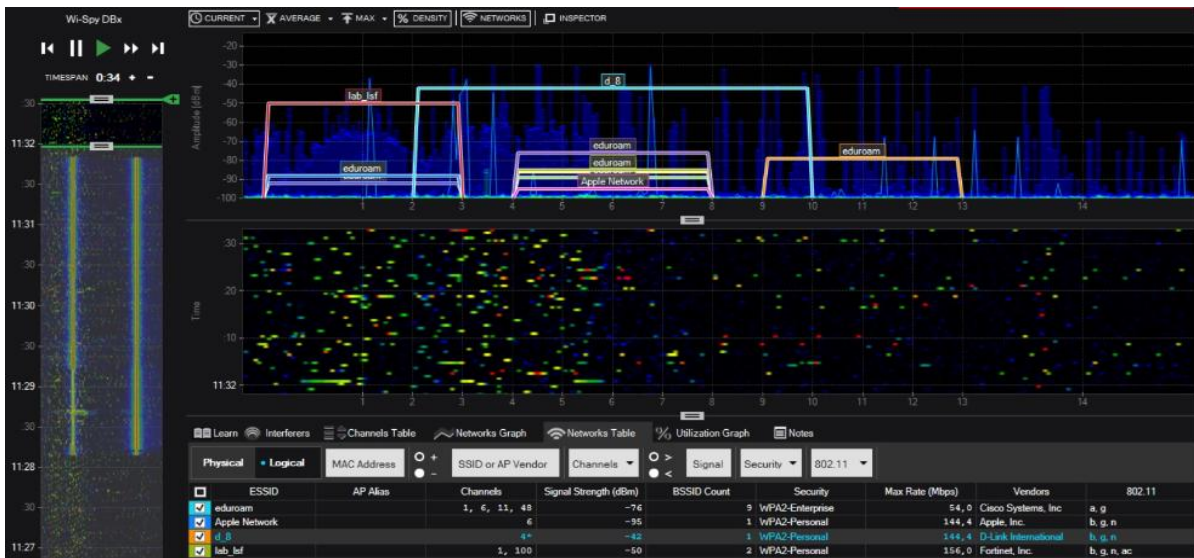 Wi-Spy DBx
TIMESPAN 0:34 + -
:30
11:32
:30
11:31
:30
11:30
:30
11:29
:30
11:28
:30
11:27
CURRENT AVERAGE MAX % DENSITY NETWORKS INSPECTOR
Amplitude [dBm]
-20
-30
-40
-50
-60
-70
-80
-90
-100
d_8
lab_lsf
eduroam
eduroam
eduroam
eduroam
Apple Network
1 2 3 4 5 6 7 8 9 10 11 12 13 14
Time
:30
:20
:10
11:32
1 2 3 4 5 6 7 8 9 10 11 12 13 14
Learn Interferers Channels Table Networks Graph Networks Table Utilization Graph Notes
Physical • Logical MAC Address + - SSID or AP Vendor Channels > < Signal Security 802.11
ESSID AP Alias Channels Signal Strength (dBm) BSSID Count Security Max Rate (Mbps) Vendors 802.11
eduroam 1, 6, 11, 48 -76 9 WPA2-Enterprise 54,0 Cisco Systems, Inc a, g
Apple Network 6 -95 1 WPA2-Personal 144,4 Apple, Inc. b, g, n
d_8 4* -42 1 WPA2-Personal 144,4 D-Link International b, g, n
lab_lsf 1, 100 -50 2 WPA2-Personal 156,0 Fortinet, Inc. b, g, n, ac